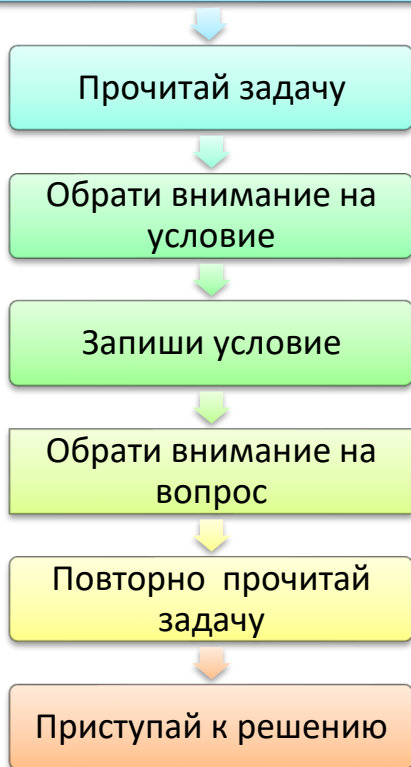 Прочитай задачу
Обрати внимание на
условие
Запиши условие
Обрати внимание на
вопрос
Повторно прочитай
задачу
Приступай к решению